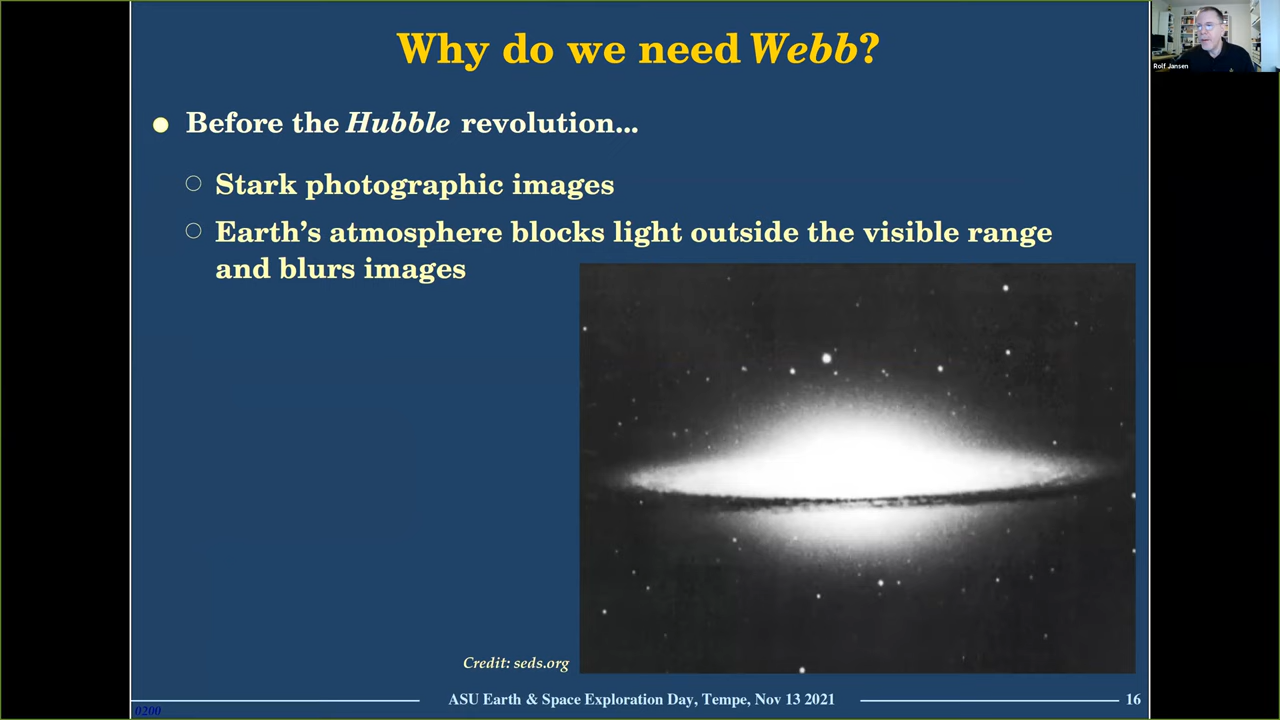 Why do we need Webb?
Rolf Jansen
Before the Hubble revolution...
Stark photographic images
Earth's atmosphere blocks light outside the visible range
and blurs images
Credit: seds.org
ASU Earth & Space Exploration Day, Tempe, Nov 13 2021
16
0200